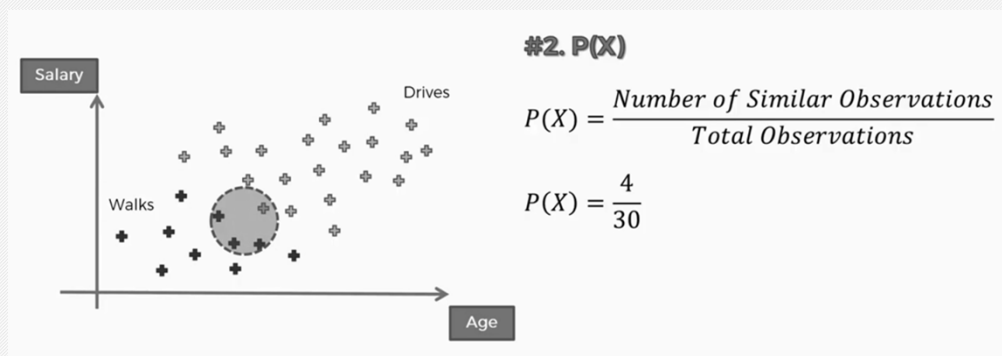 #2. P(X)
Salary
Drives
P(X) = Number of Similar Observations / Total Observations
Walks
P(X) = 4 / 30
Age